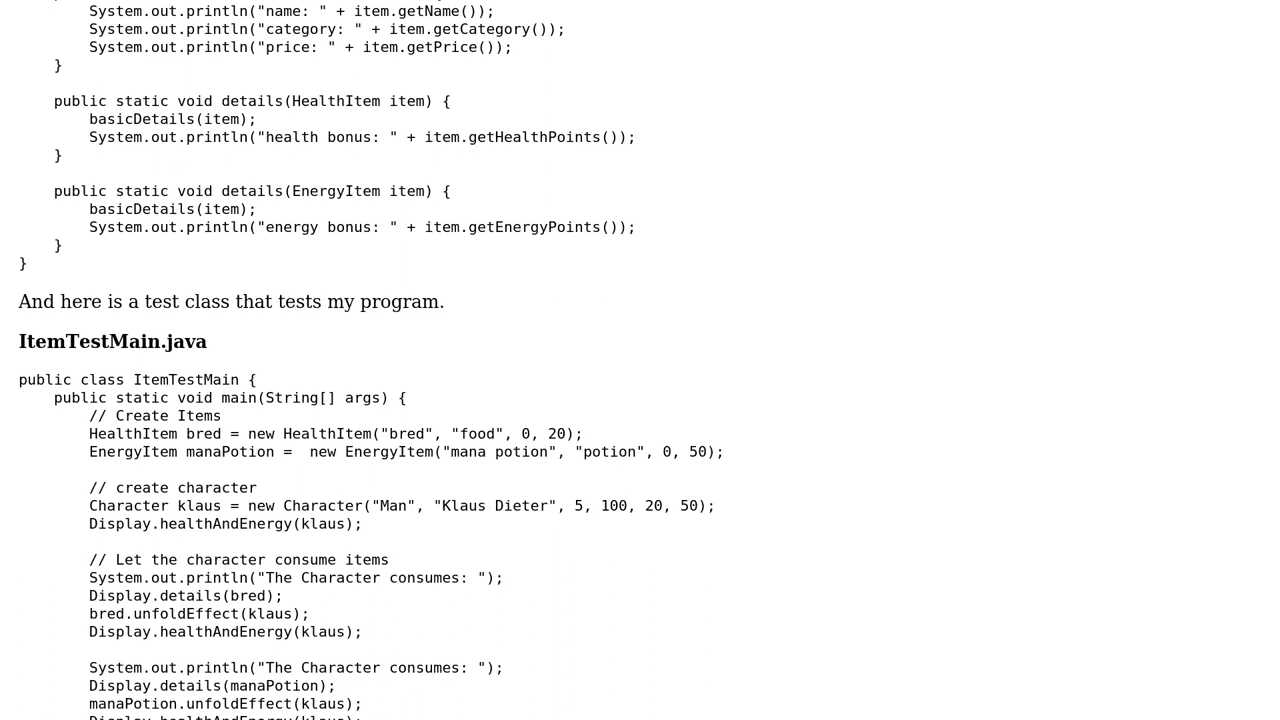 System.out.println("name: " + item.getName());
        System.out.println("category: " + item.getCategory());
        System.out.println("price: " + item.getPrice());
    }

    public static void details(HealthItem item) {
        basicDetails(item);
        System.out.println("health bonus: " + item.getHealthPoints());
    }

    public static void details(EnergyItem item) {
        basicDetails(item);
        System.out.println("energy bonus: " + item.getEnergyPoints());
    }
}
And here is a test class that tests my program.
ItemTestMain.java
public class ItemTestMain {
    public static void main(String[] args) {
        // Create Items
        HealthItem bred = new HealthItem("bred", "food", 0, 20);
        EnergyItem manaPotion =  new EnergyItem("mana potion", "potion", 0, 50);

        // create character
        Character klaus = new Character("Man", "Klaus Dieter", 5, 100, 20, 50);
        Display.healthAndEnergy(klaus);

        // Let the character consume items
        System.out.println("The Character consumes: ");
        Display.details(bred);
        bred.unfoldEffect(klaus);
        Display.healthAndEnergy(klaus);

        System.out.println("The Character consumes: ");
        Display.details(manaPotion);
        manaPotion.unfoldEffect(klaus);
        Display.healthAndEnergy(klaus);